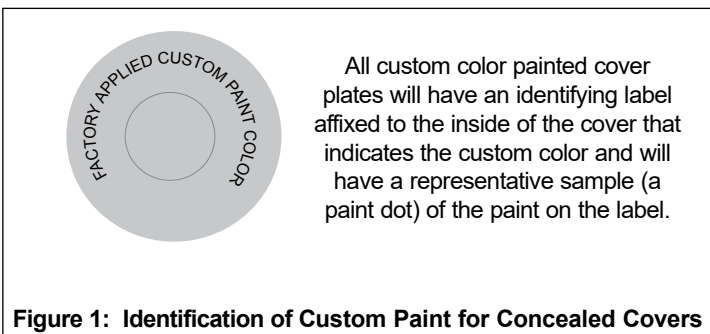 FACTORY APPLIED CUSTOM PAINT COLOR
All custom color painted cover
plates will have an identifying label
affixed to the inside of the cover that
indicates the custom color and will
have a representative sample (a
paint dot) of the paint on the label.
Figure 1: Identification of Custom Paint for Concealed Covers